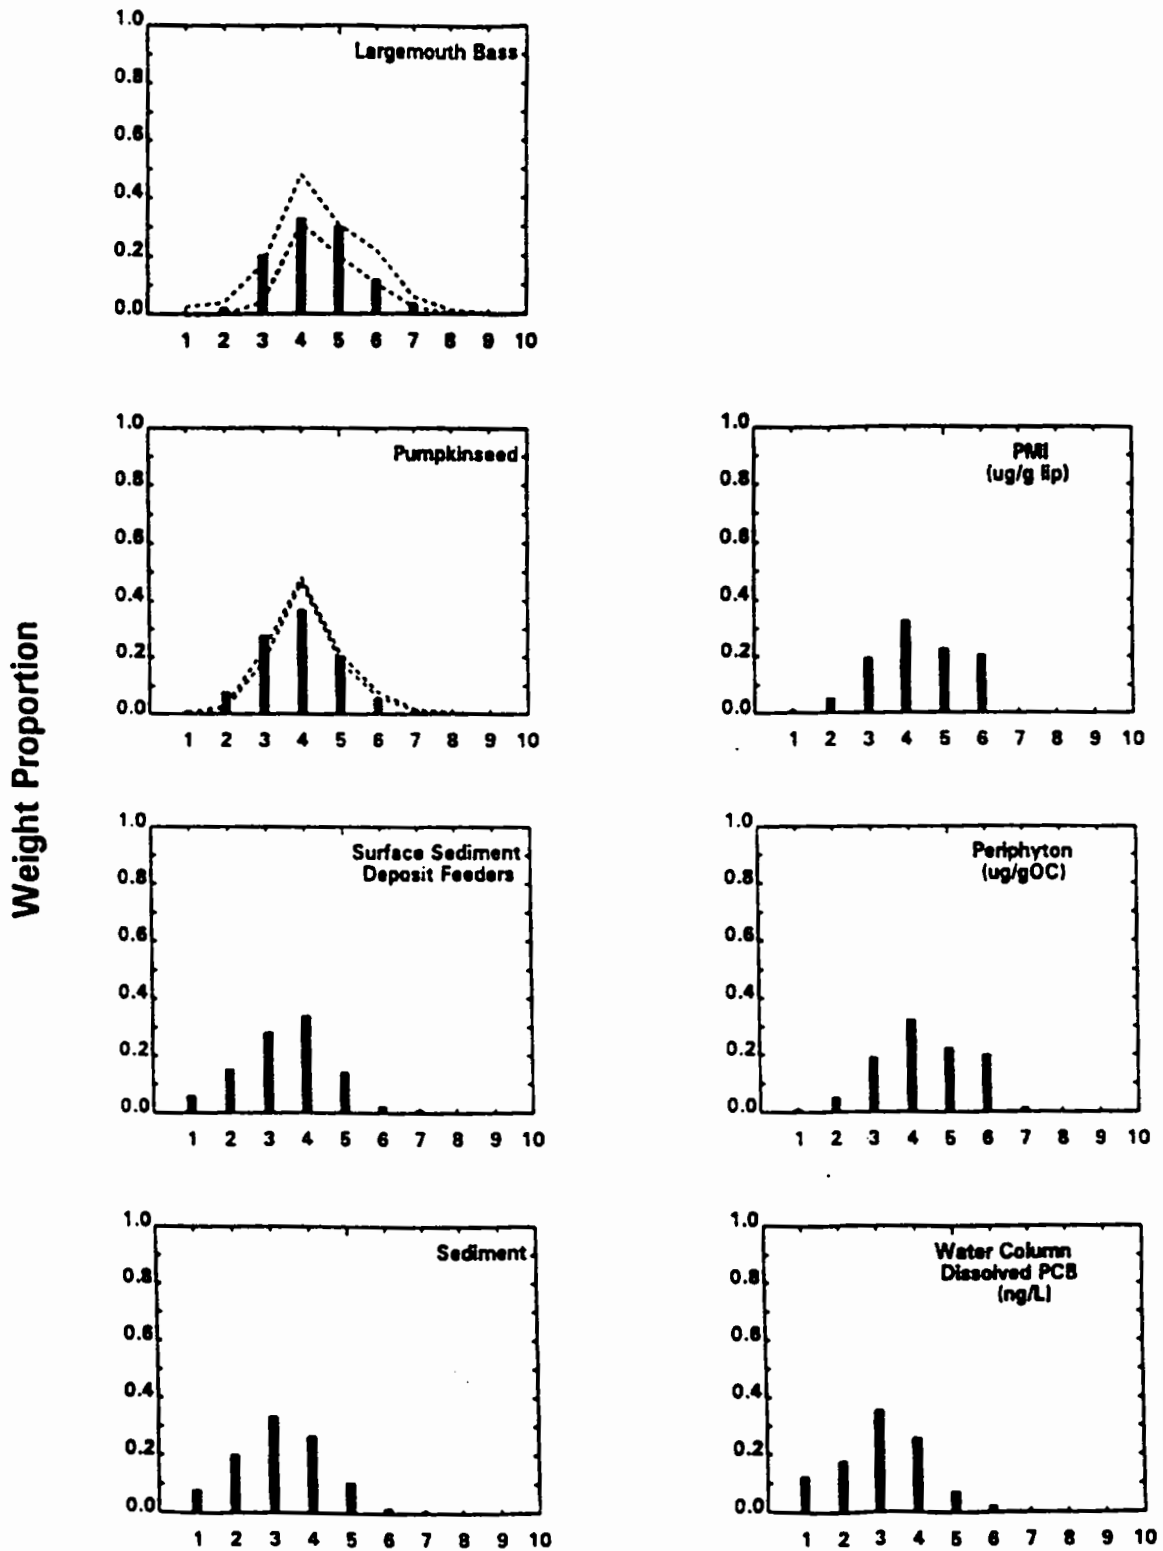 1.0
Largemouth Bass
0.8
0.6
0.4
0.2
0.0
1 2 3 4 5 6 7 8 9 10
Weight Proportion
1.0
Pumpkinseed
0.8
0.6
0.4
0.2
0.0
1 2 3 4 5 6 7 8 9 10
1.0
PMI
(ug/g lip)
0.8
0.6
0.4
0.2
0.0
1 2 3 4 5 6 7 8 9 10
1.0
Surface Sediment
Deposit Feeders
0.8
0.6
0.4
0.2
0.0
1 2 3 4 5 6 7 8 9 10
1.0
Periphyton
(ug/gOC)
0.8
0.6
0.4
0.2
0.0
1 2 3 4 5 6 7 8 9 10
1.0
Sediment
0.8
0.6
0.4
0.2
0.0
1 2 3 4 5 6 7 8 9 10
1.0
Water Column
Dissolved PCB
(ng/L)
0.8
0.6
0.4
0.2
0.0
1 2 3 4 5 6 7 8 9 10